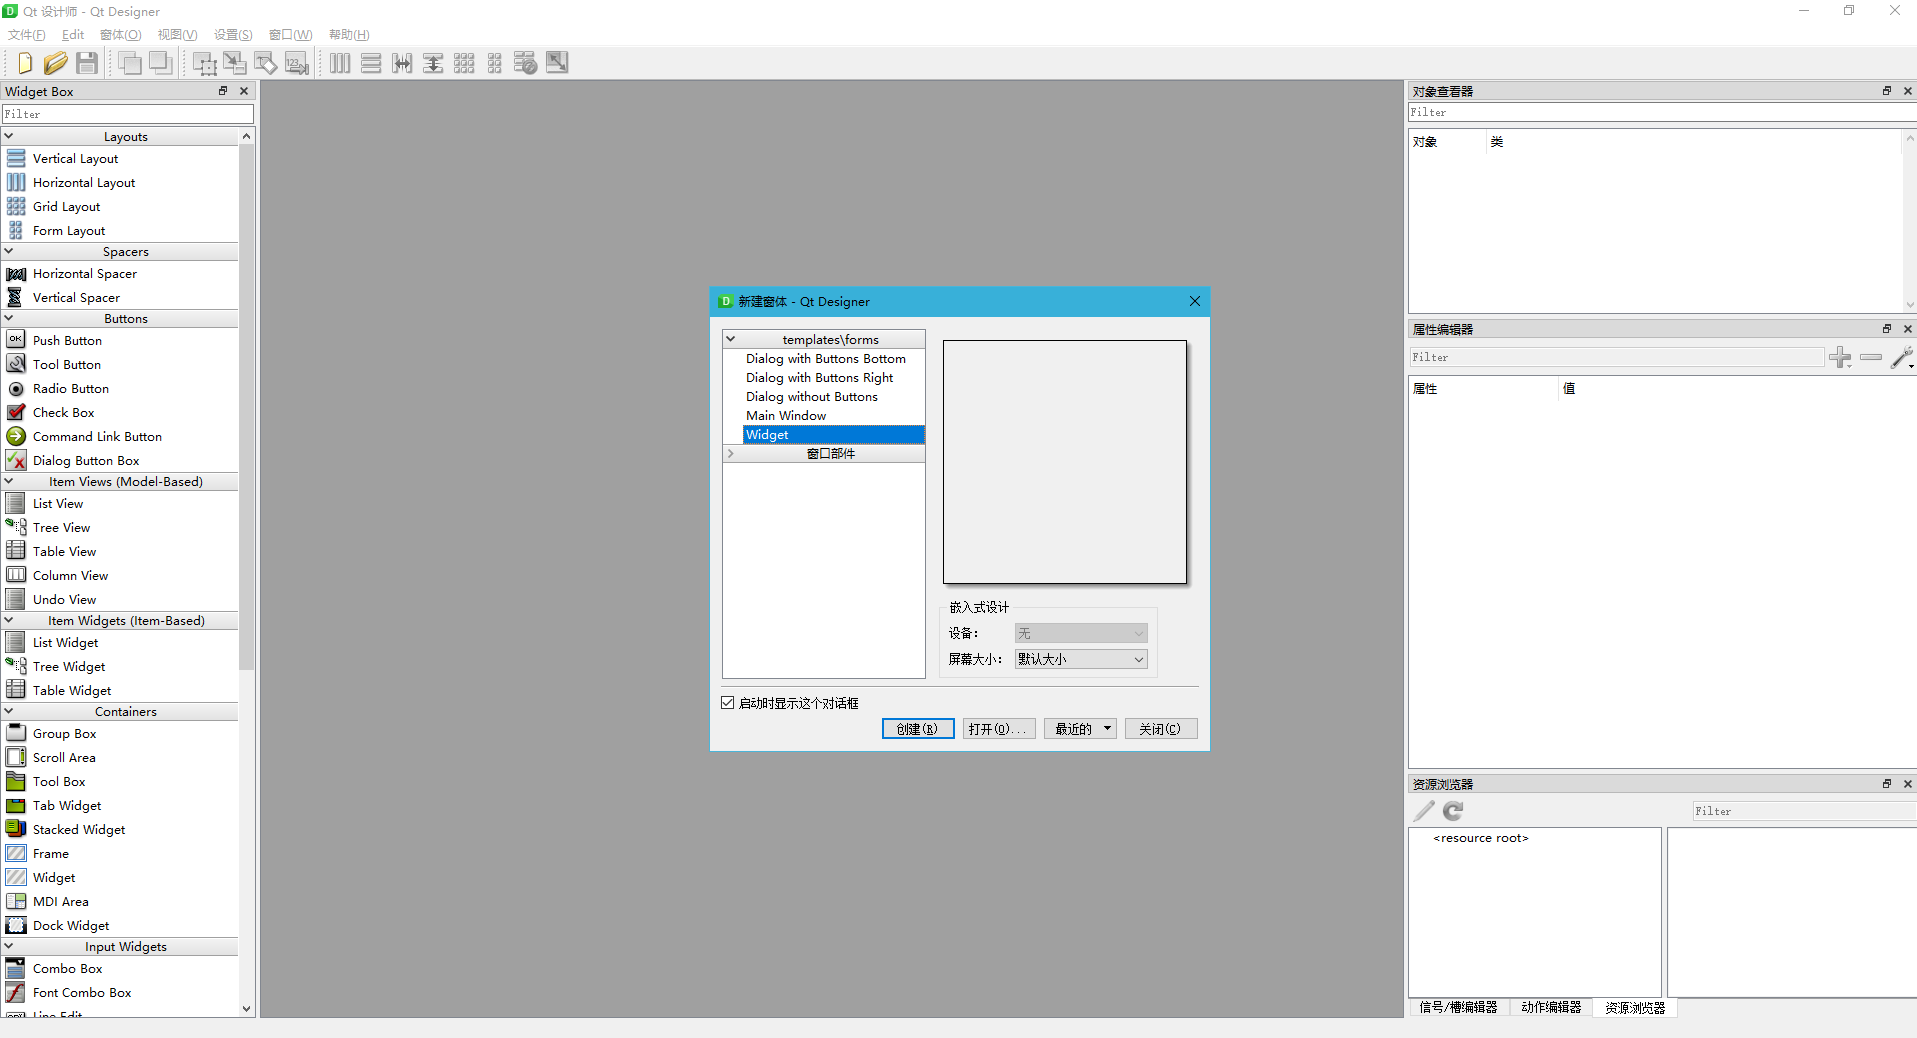 Qt 设计师 - Qt Designer
文件(F) Edit 窗体(O) 视图(V) 设置(S) 窗口(W) 帮助(H)
Widget Box
Filter
Layouts
Vertical Layout
Horizontal Layout
Grid Layout
Form Layout
Spacers
Horizontal Spacer
Vertical Spacer
Buttons
Push Button
Tool Button
Radio Button
Check Box
Command Link Button
Dialog Button Box
Item Views (Model-Based)
List View
Tree View
Table View
Column View
Undo View
Item Widgets (Item-Based)
List Widget
Tree Widget
Table Widget
Containers
Group Box
Scroll Area
Tool Box
Tab Widget
Stacked Widget
Frame
Widget
MDI Area
Dock Widget
Input Widgets
Combo Box
Font Combo Box
Line Edit
新建窗体 - Qt Designer
templates\forms
Dialog with Buttons Bottom
Dialog with Buttons Right
Dialog without Buttons
Main Window
Widget
窗口部件
嵌入式设计
设备: 无
屏幕大小: 默认大小
启动时显示这个对话框
创建(R) 打开(O)... 最近的 关闭(C)
对象查看器
Filter
对象 类
属性编辑器
Filter
属性 值
资源浏览器
Filter
<resource root>
信号/槽编辑器 动作编辑器 资源浏览器